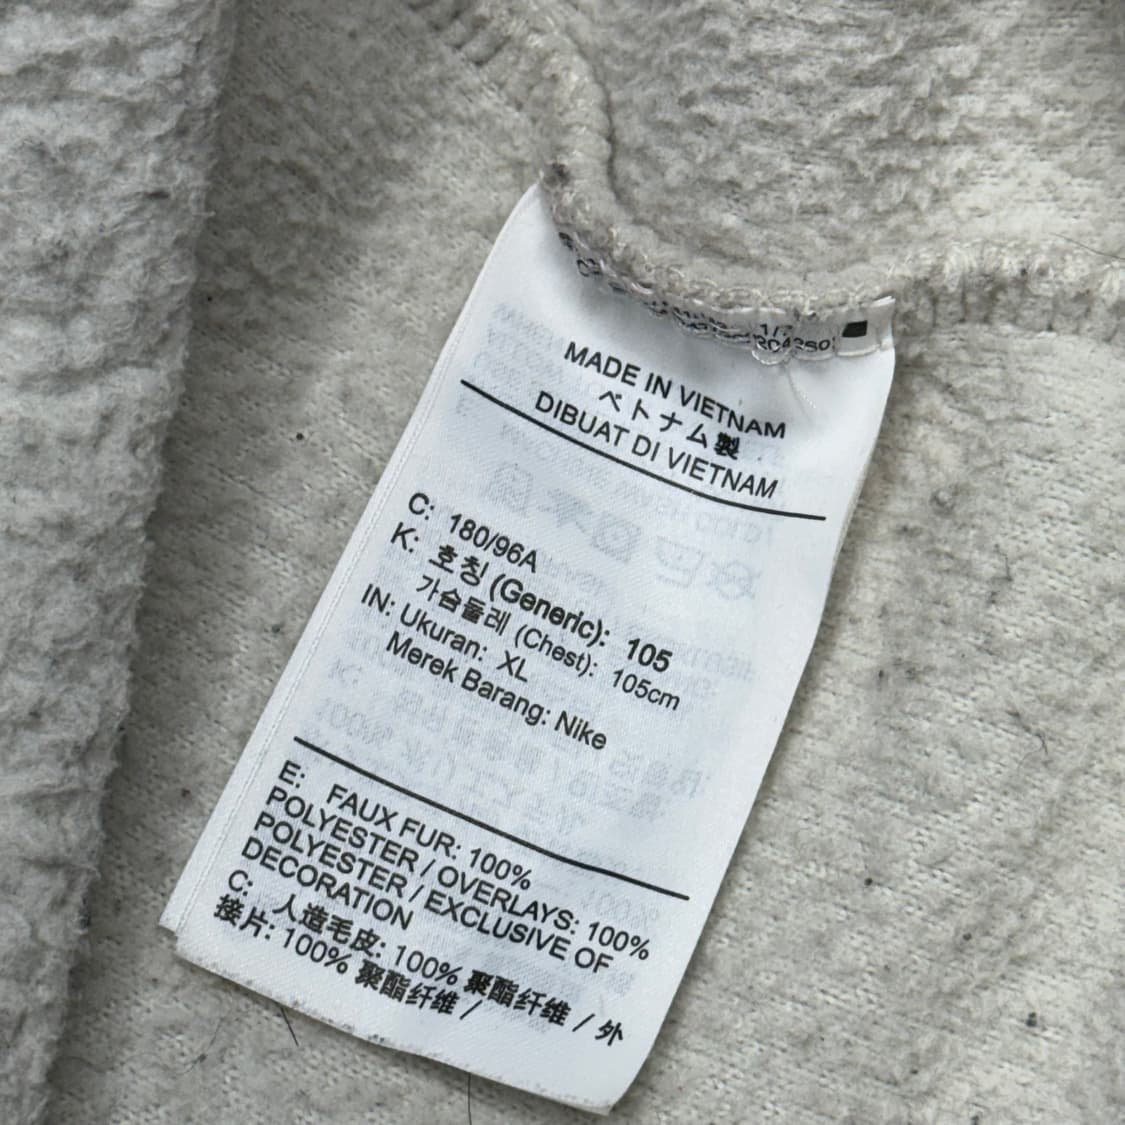 1/7
MADE IN VIETNAM
ベトナム製
DIBUAT DI VIETNAM
C: 180/96A
K: 호칭 (Generic): 105
가슴둘레 (Chest): 105cm
IN: Ukuran: XL
Merek Barang: Nike
E: FAUX FUR: 100%
POLYESTER / OVERLAYS: 100%
POLYESTER / EXCLUSIVE OF
DECORATION
C: 人造毛皮: 100% 聚酯纤维 / 外
接片: 100% 聚酯纤维 /